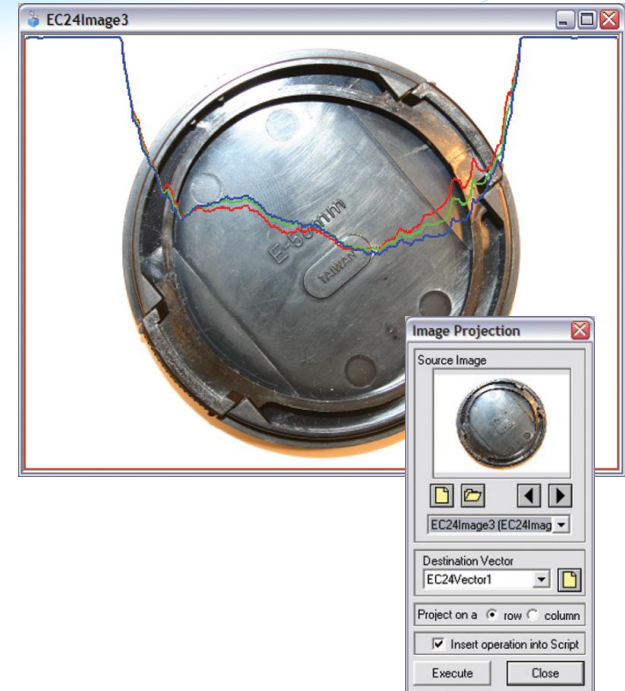 EC24Image3
E-58mm
TAIWAN
Image Projection
Source Image
EC24Image3 (EC24Imag
Destination Vector
EC24Vector1
Project on a row column
Insert operation into Script
Execute Close